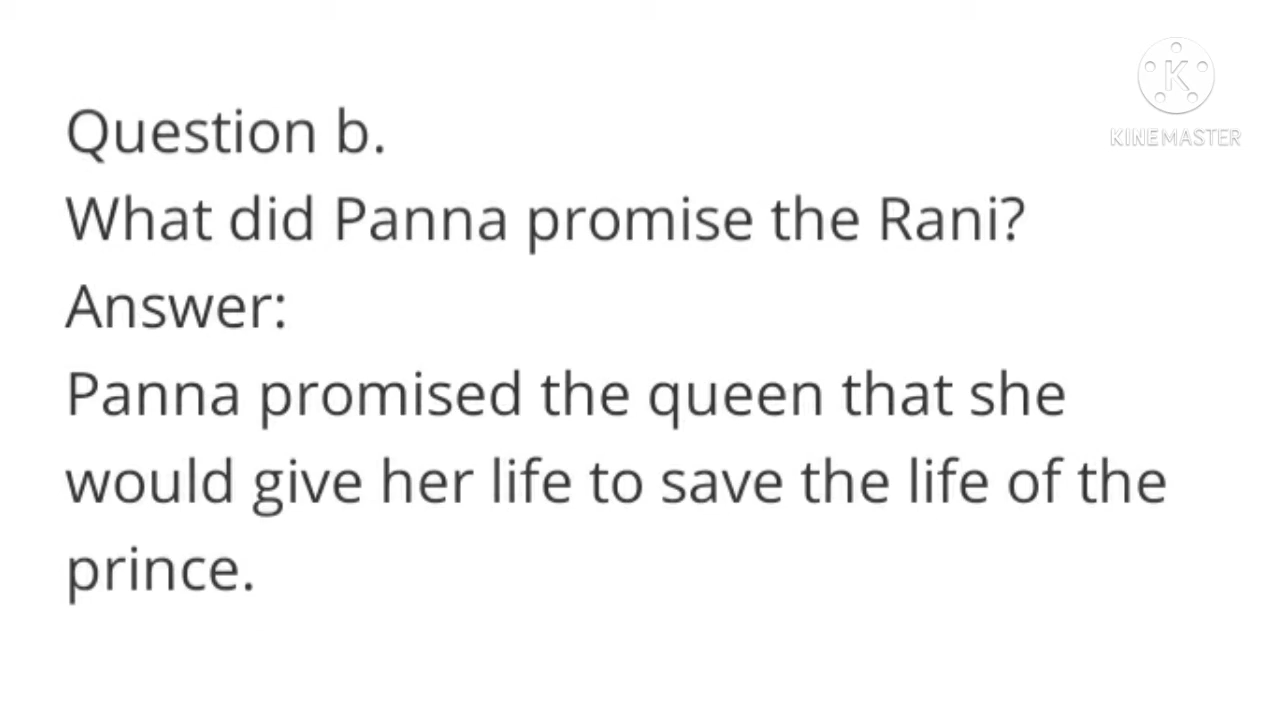 KINEMASTER
Question b.
What did Panna promise the Rani?
Answer:
Panna promised the queen that she
would give her life to save the life of the
prince.